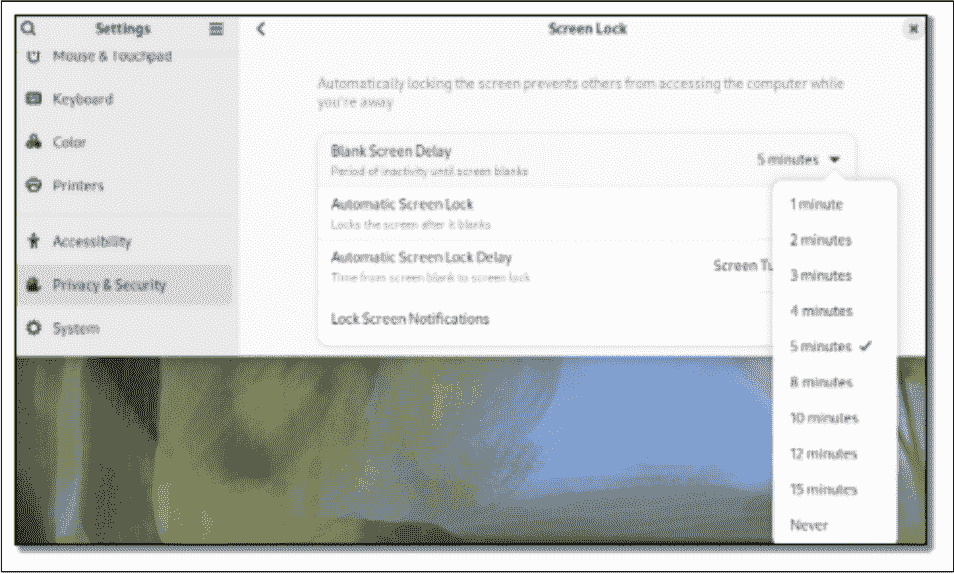 Settings
Mouse & Touchpad
Keyboard
Color
Printers
Accessibility
Privacy & Security
System
Screen Lock
Automatically locking the screen prevents others from accessing the computer while
you're away
Blank Screen Delay
Period of inactivity until screen blanks
5 minutes
Automatic Screen Lock
Locks the screen after it blanks
Automatic Screen Lock Delay
Time from screen blank to screen lock
Screen Tu
Lock Screen Notifications
1 minute
2 minutes
3 minutes
4 minutes
5 minutes
8 minutes
10 minutes
12 minutes
15 minutes
Never